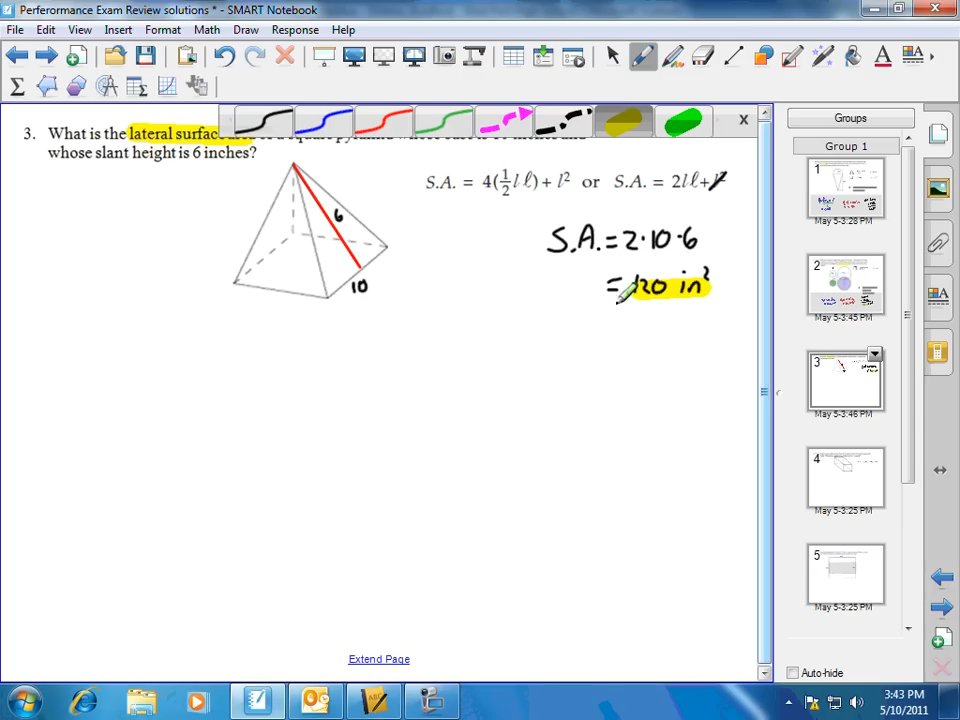 Perferormance Exam Review solutions * - SMART Notebook
File Edit View Insert Format Math Draw Response Help
3. What is the lateral surface
whose slant height is 6 inches?
S.A. = 4(1/2 l ℓ) + l² or S.A. = 2lℓ + l²
6
10
S.A. = 2·10·6
= 120 in²
Extend Page
x
Groups
Group 1
1
May 5-3:28 PM
2
May 5-3:45 PM
3
May 5-3:46 PM
4
May 5-3:25 PM
5
May 5-3:25 PM
Auto-hide
3:43 PM
5/10/2011